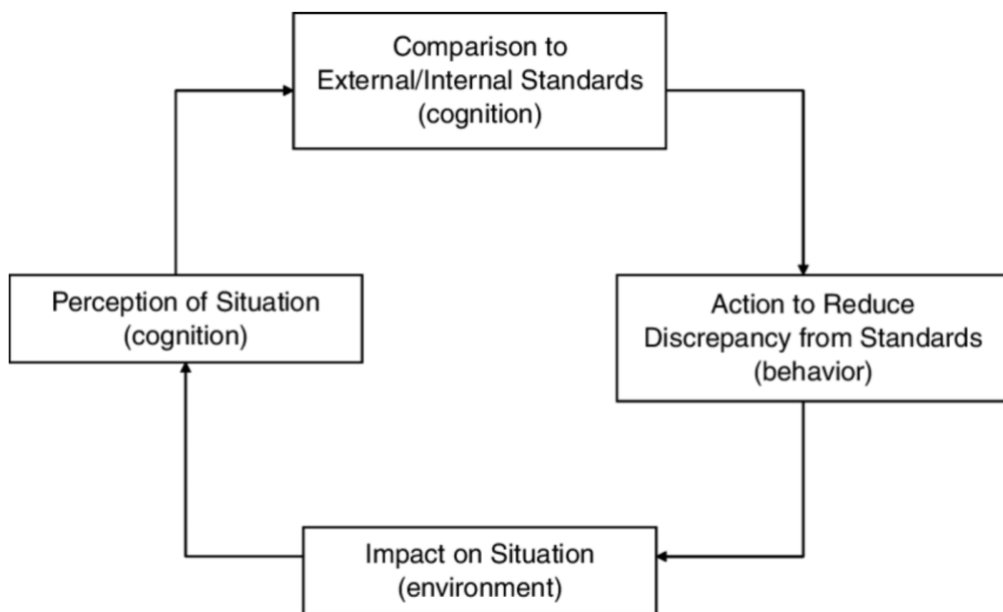 Comparison to
External/Internal Standards
(cognition)
Perception of Situation
(cognition)
Action to Reduce
Discrepancy from Standards
(behavior)
Impact on Situation
(environment)